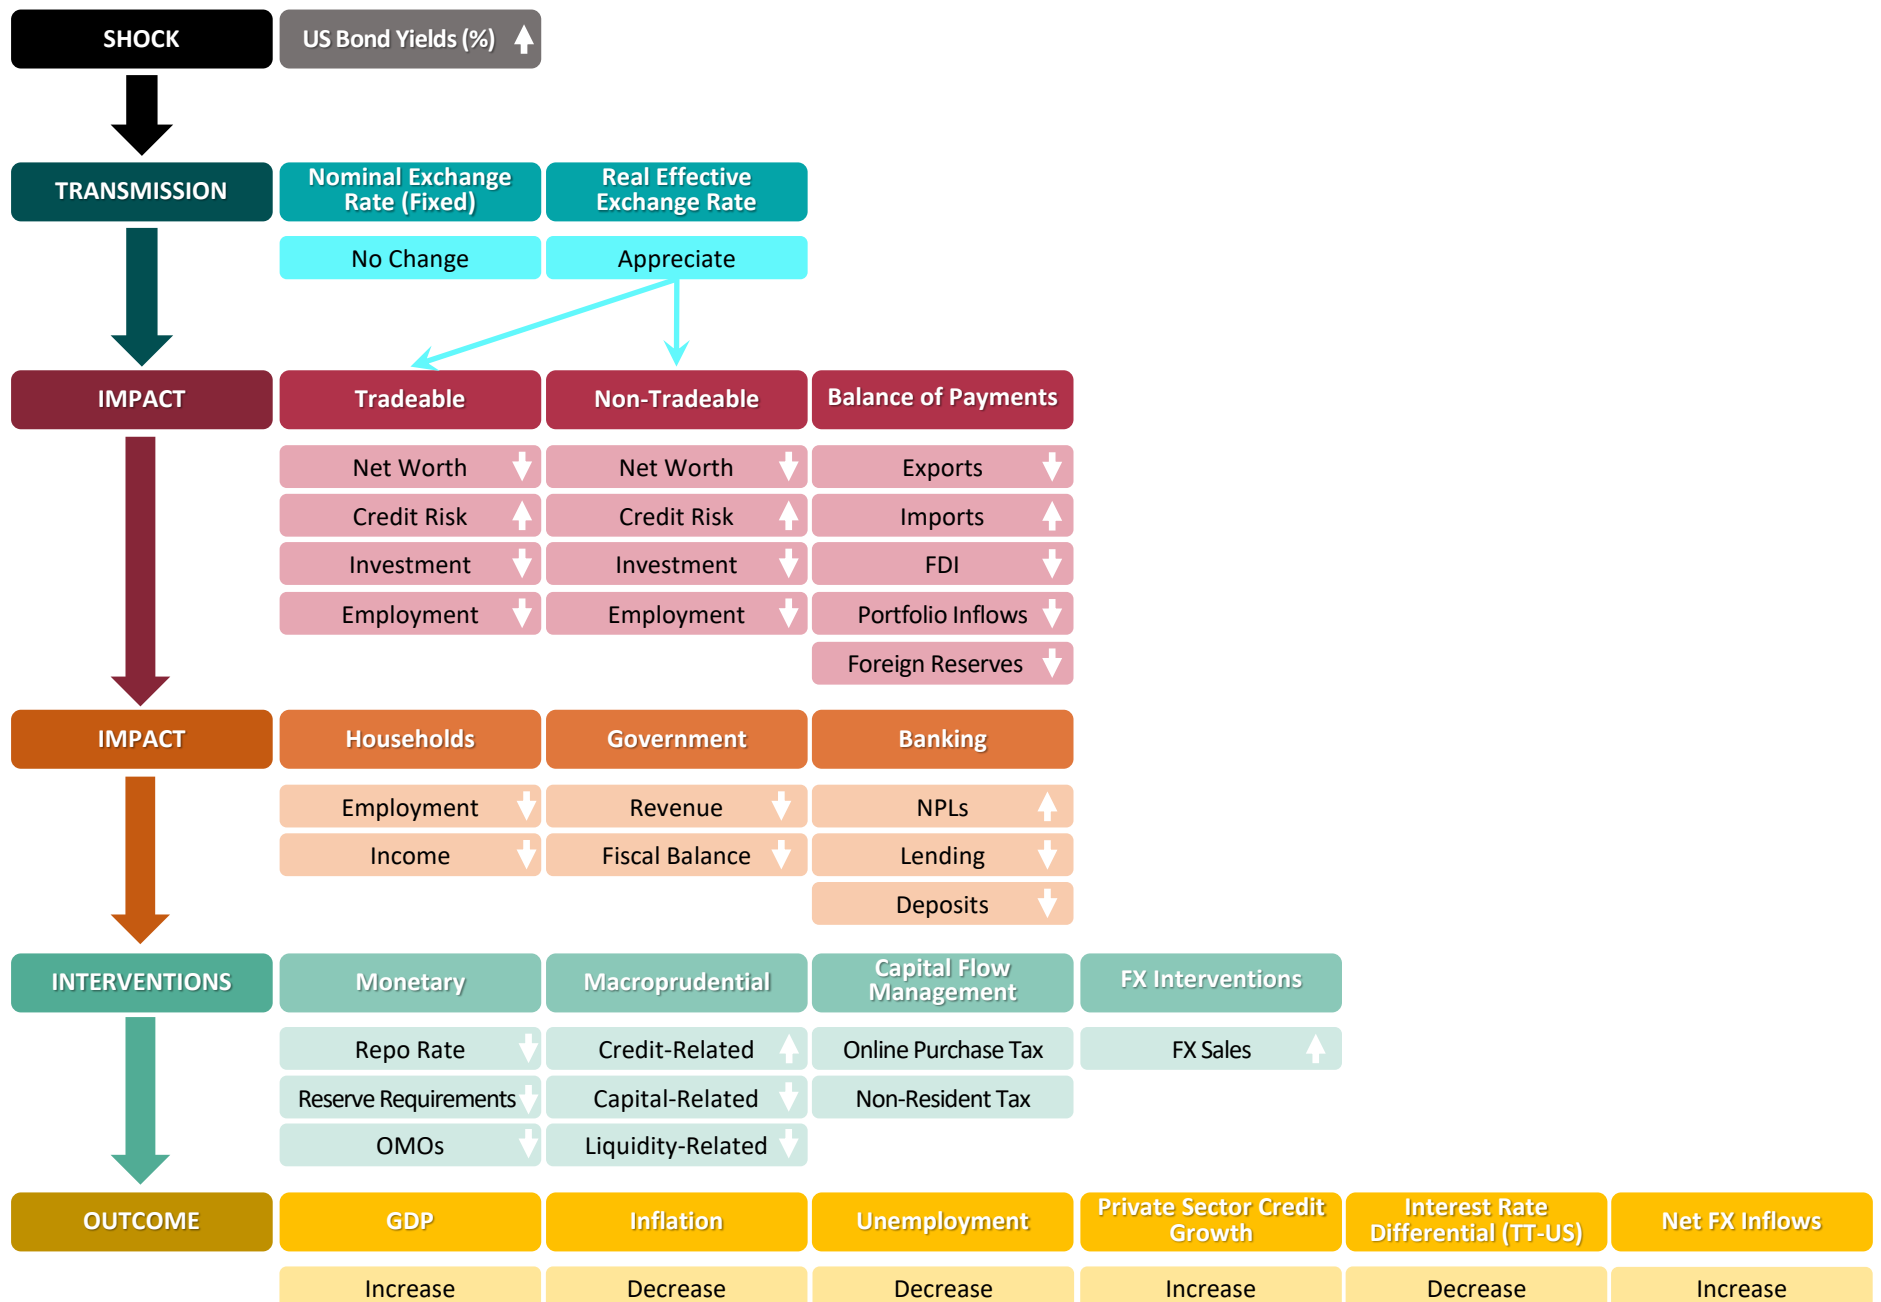 SHOCK
US Bond Yields (%)
TRANSMISSION
Nominal Exchange
Rate (Fixed)
Real Effective
Exchange Rate
No Change
Appreciate
IMPACT
Tradeable
Non-Tradeable
Balance of Payments
Net Worth
Net Worth
Exports
Credit Risk
Credit Risk
Imports
Investment
Investment
FDI
Employment
Employment
Portfolio Inflows
Foreign Reserves
IMPACT
Households
Government
Banking
Employment
Revenue
NPLs
Income
Fiscal Balance
Lending
Deposits
INTERVENTIONS
Monetary
Macroprudential
Capital Flow
Management
FX Interventions
Repo Rate
Credit-Related
Online Purchase Tax
FX Sales
Reserve Requirements
Capital-Related
Non-Resident Tax
OMOs
Liquidity-Related
OUTCOME
GDP
Inflation
Unemployment
Private Sector Credit
Growth
Interest Rate
Differential (TT-US)
Net FX Inflows
Increase
Decrease
Decrease
Increase
Decrease
Increase